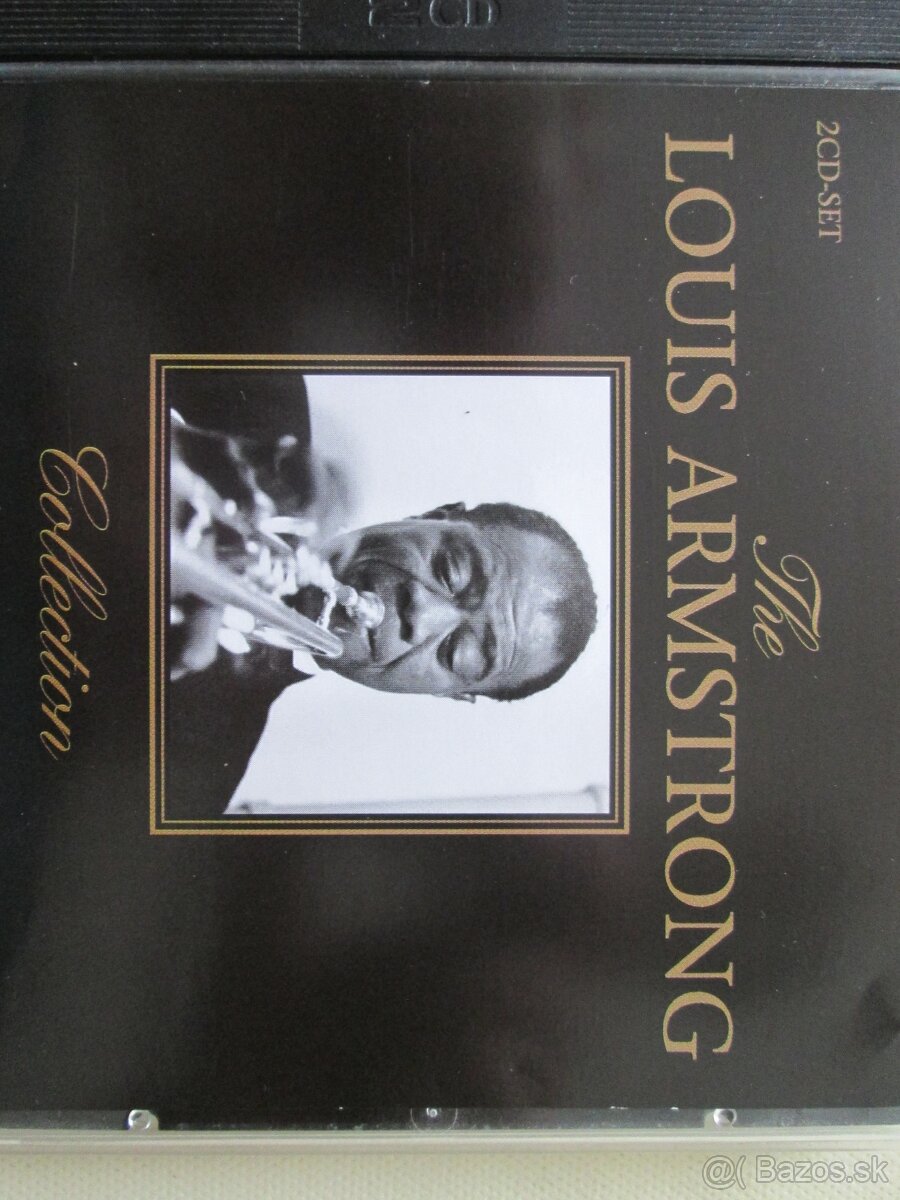 2CD
2CD-SET
The
LOUIS ARMSTRONG
Collection
@( Bazos.sk